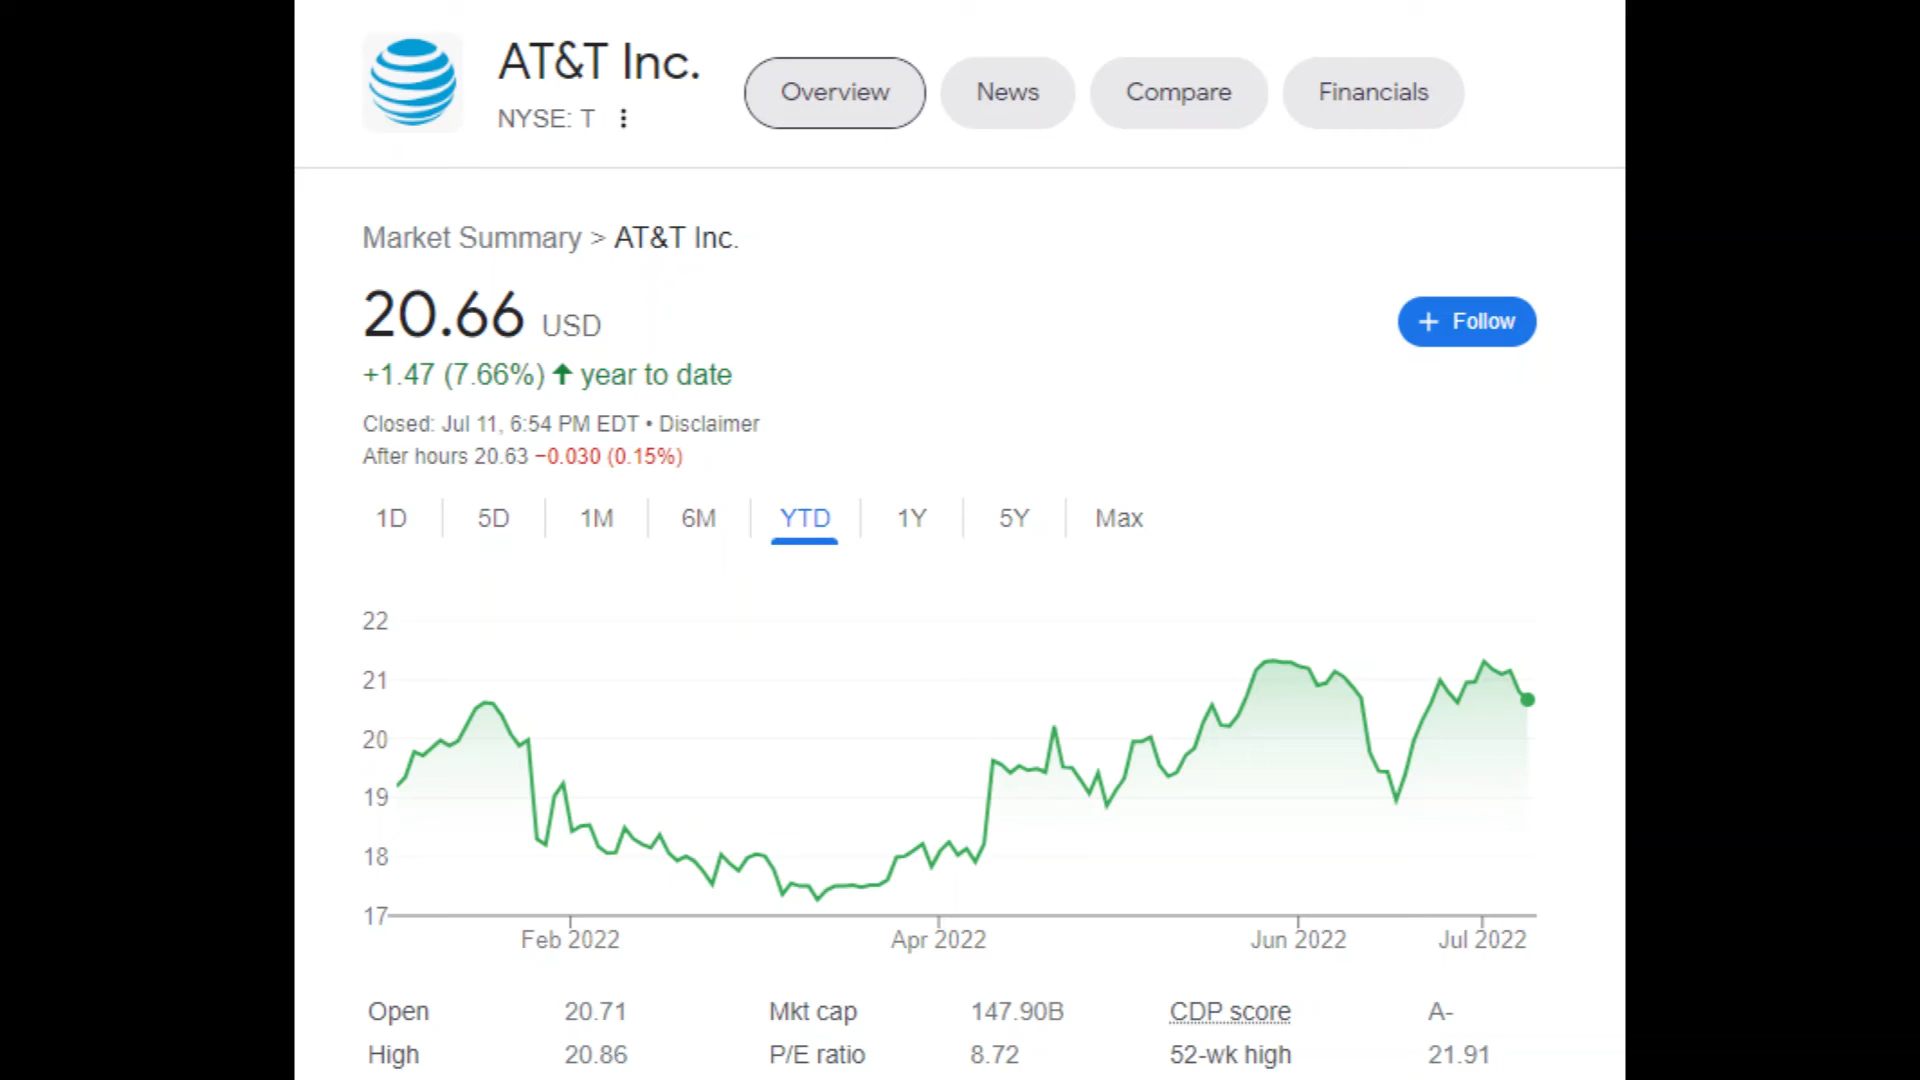 AT&T Inc.
NYSE: T
Overview
News
Compare
Financials
Market Summary > AT&T Inc.
20.66 USD
+ Follow
+1.47 (7.66%) ↑ year to date
Closed: Jul 11, 6:54 PM EDT • Disclaimer
After hours 20.63 −0.030 (0.15%)
1D 5D 1M 6M YTD 1Y 5Y Max
22
21
20
19
18
17
Feb 2022 Apr 2022 Jun 2022 Jul 2022
Open 20.71 Mkt cap 147.90B CDP score A-
High 20.86 P/E ratio 8.72 52-wk high 21.91